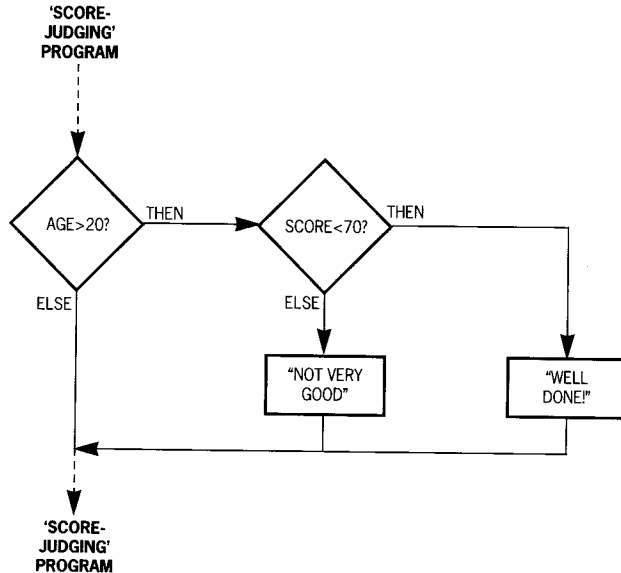 ‘SCORE-
JUDGING’
PROGRAM
AGE>20?
THEN
SCORE<70?
THEN
ELSE
ELSE
“NOT VERY
GOOD”
“WELL
DONE!”
‘SCORE-
JUDGING’
PROGRAM